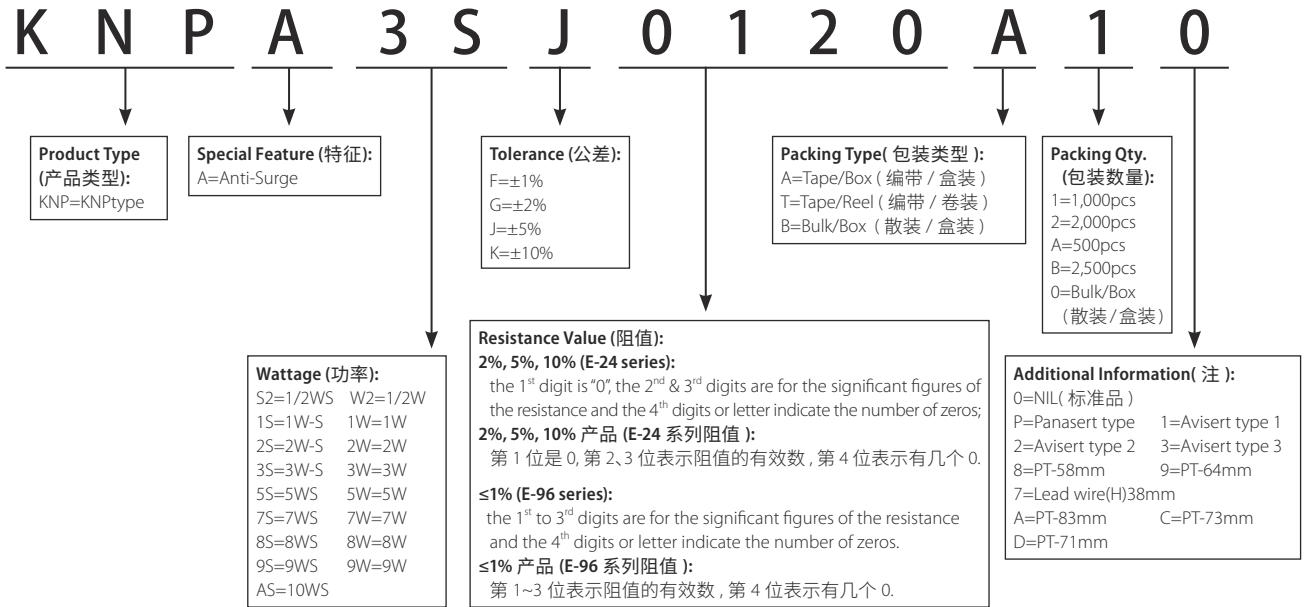 K N P A 3 S J 0 1 2 0 A 1 0
Product Type
(产品类型):
KNP=KNPtype
Special Feature (特征):
A=Anti-Surge
Tolerance (公差):
F=±1%
G=±2%
J=±5%
K=±10%
Packing Type( 包装类型 ):
A=Tape/Box ( 编带 / 盒装 )
T=Tape/Reel ( 编带 / 卷装 )
B=Bulk/Box ( 散装 / 盒装 )
Packing Qty.
(包装数量):
1=1,000pcs
2=2,000pcs
A=500pcs
B=2,500pcs
0=Bulk/Box
(散装/盒装)
Wattage (功率):
S2=1/2WS W2=1/2W
1S=1W-S 1W=1W
2S=2W-S 2W=2W
3S=3W-S 3W=3W
5S=5WS 5W=5W
7S=7WS 7W=7W
8S=8WS 8W=8W
9S=9WS 9W=9W
AS=10WS
Resistance Value (阻值):
2%, 5%, 10% (E-24 series):
the 1st digit is "0", the 2nd & 3rd digits are for the significant figures of
the resistance and the 4th digits or letter indicate the number of zeros;
2%, 5%, 10% 产品 (E-24 系列阻值 ):
第 1 位是 0, 第 2、3 位表示阻值的有效数 , 第 4 位表示有几个 0.
≤1% (E-96 series):
the 1st to 3rd digits are for the significant figures of the resistance
and the 4th digits or letter indicate the number of zeros.
≤1% 产品 (E-96 系列阻值 ):
第 1~3 位表示阻值的有效数 , 第 4 位表示有几个 0.
Additional Information( 注 ):
0=NIL( 标准品 )
P=Panasert type 1=Avisert type 1
2=Avisert type 2 3=Avisert type 3
8=PT-58mm 9=PT-64mm
7=Lead wire(H)38mm
A=PT-83mm C=PT-73mm
D=PT-71mm